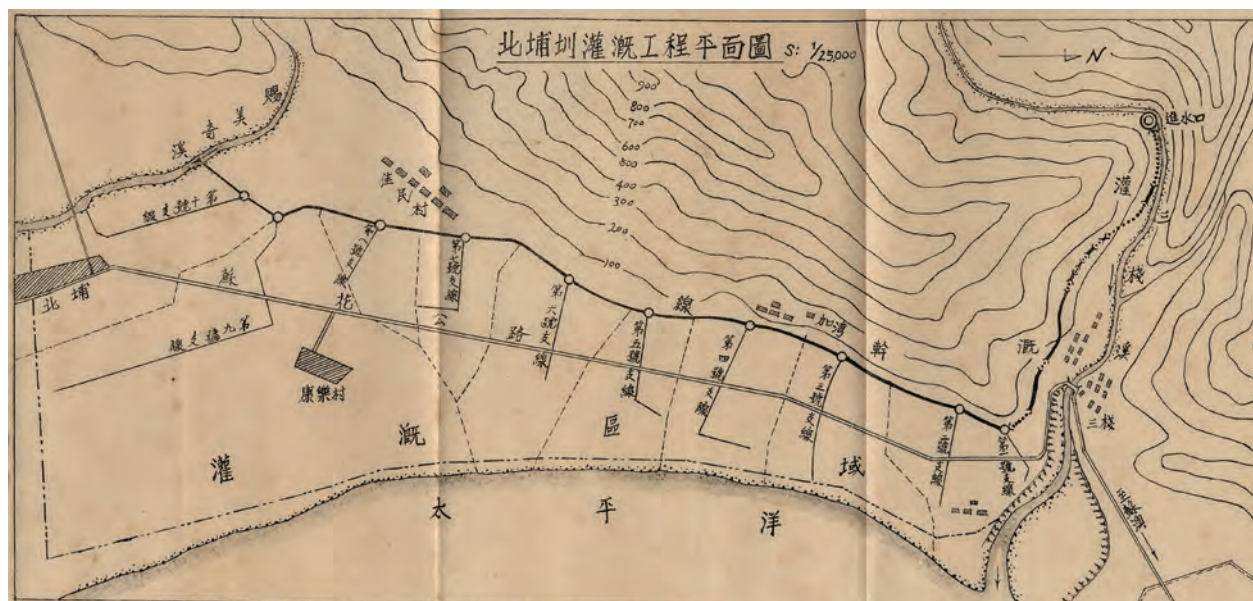 北埔圳灌溉工程平面圖 S: 1/25,000
N
900
800
700
600
500
400
300
200
100
進水口
賜美奇溪
佳民村
加灣
灌溉幹線
三棧溪
三棧
第十號支線
第九號支線
第八號支線
第七號支線
第六號支線
第五號支線
第四號支線
第三號支線
第二號支線
第一號支線
北埔
蘇花公路
康樂村
灌溉區域
太平洋